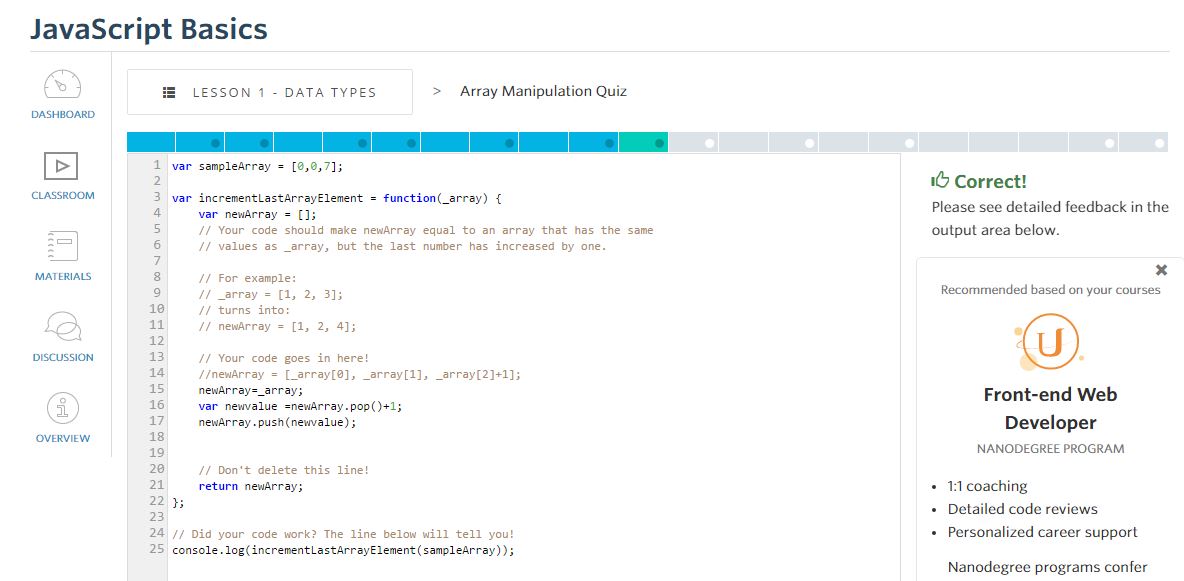 JavaScript Basics
DASHBOARD
CLASSROOM
MATERIALS
DISCUSSION
OVERVIEW
LESSON 1 - DATA TYPES
> Array Manipulation Quiz
1 var sampleArray = [0,0,7];
2
3 var incrementLastArrayElement = function(_array) {
4     var newArray = [];
5     // Your code should make newArray equal to an array that has the same
6     // values as _array, but the last number has increased by one.
7
8     // For example:
9     // _array = [1, 2, 3];
10     // turns into:
11     // newArray = [1, 2, 4];
12
13     // Your code goes in here!
14     //newArray = [_array[0], _array[1], _array[2]+1];
15     newArray=_array;
16     var newvalue =newArray.pop()+1;
17     newArray.push(newvalue);
18
19
20     // Don't delete this line!
21     return newArray;
22 };
23
24 // Did your code work? The line below will tell you!
25 console.log(incrementLastArrayElement(sampleArray));
Correct!
Please see detailed feedback in the
output area below.
Recommended based on your courses
U
Front-end Web
Developer
NANODEGREE PROGRAM
• 1:1 coaching
• Detailed code reviews
• Personalized career support
Nanodegree programs confer